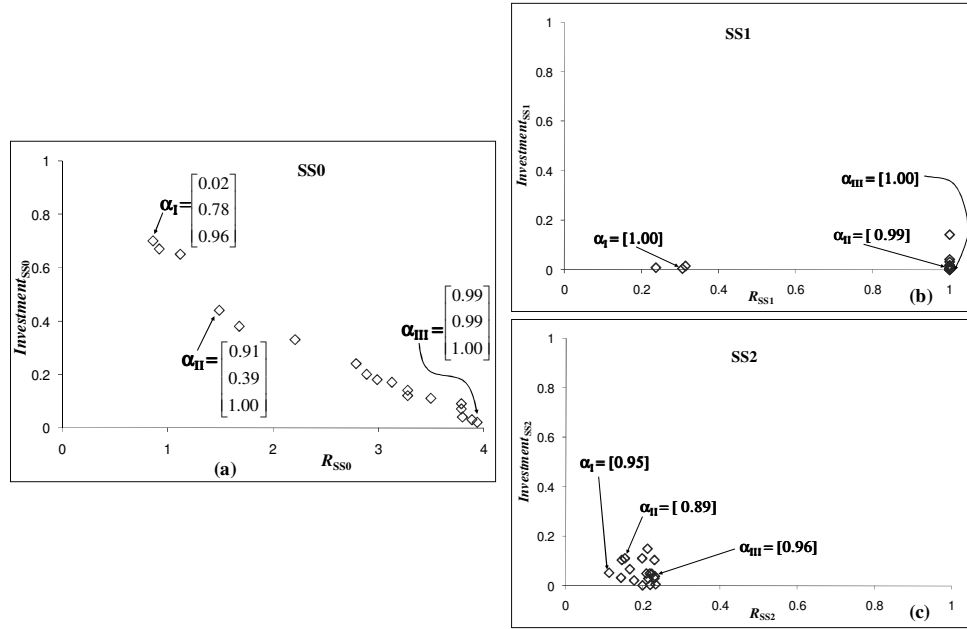 SS0
1
0.8
0.6
0.4
0.2
0
Investment_SS0
α_I = [0.02
0.78
0.96]
α_II = [0.91
0.39
1.00]
α_III = [0.99
0.99
1.00]
0 1 2 3 4
R_SS0
(a)
SS1
1
0.8
0.6
0.4
0.2
0
Investment_SS1
α_III = [1.00]
α_I = [1.00]
α_II = [ 0.99]
0 0.2 0.4 0.6 0.8 1
R_SS1
(b)
SS2
1
0.8
0.6
0.4
0.2
0
Investment_SS2
α_I = [0.95]
α_II = [ 0.89]
α_III = [0.96]
0 0.2 0.4 0.6 0.8 1
R_SS2
(c)